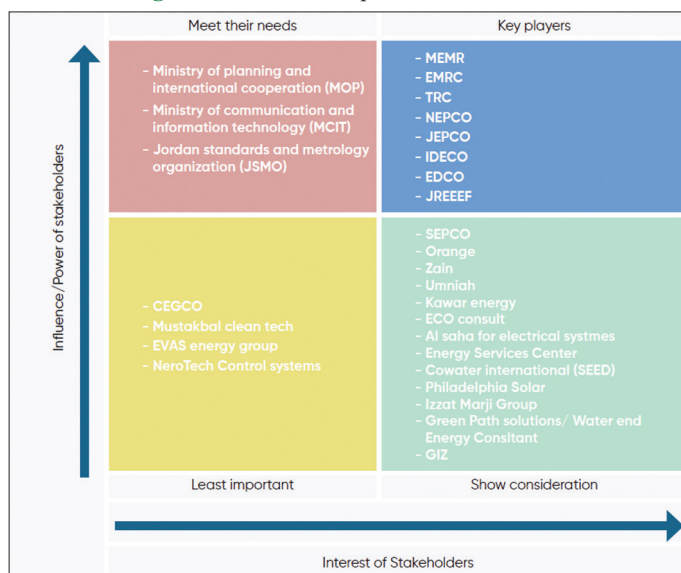 Meet their needs
Key players
- Ministry of planning and
international cooperation (MOP)
- Ministry of communication and
information technology (MCIT)
- Jordan standards and metrology
organization (JSMO)
- MEMR
- EMRC
- TRC
- NEPCO
- JEPCO
- IDECO
- EDCO
- JREEEF
- CEGCO
- Mustakbal clean tech
- EVAS energy group
- NeroTech Control systems
- SEPCO
- Orange
- Zain
- Umniah
- Kawar energy
- ECO consult
- Al saha for electrical systmes
- Energy Services Center
- Cowater international (SEED)
- Philadelphia Solar
- Izzat Marji Group
- Green Path solutions/ Water end
Energy Consltant
- GIZ
Least important
Show consideration
Influence/Power of stakeholders
Interest of Stakeholders